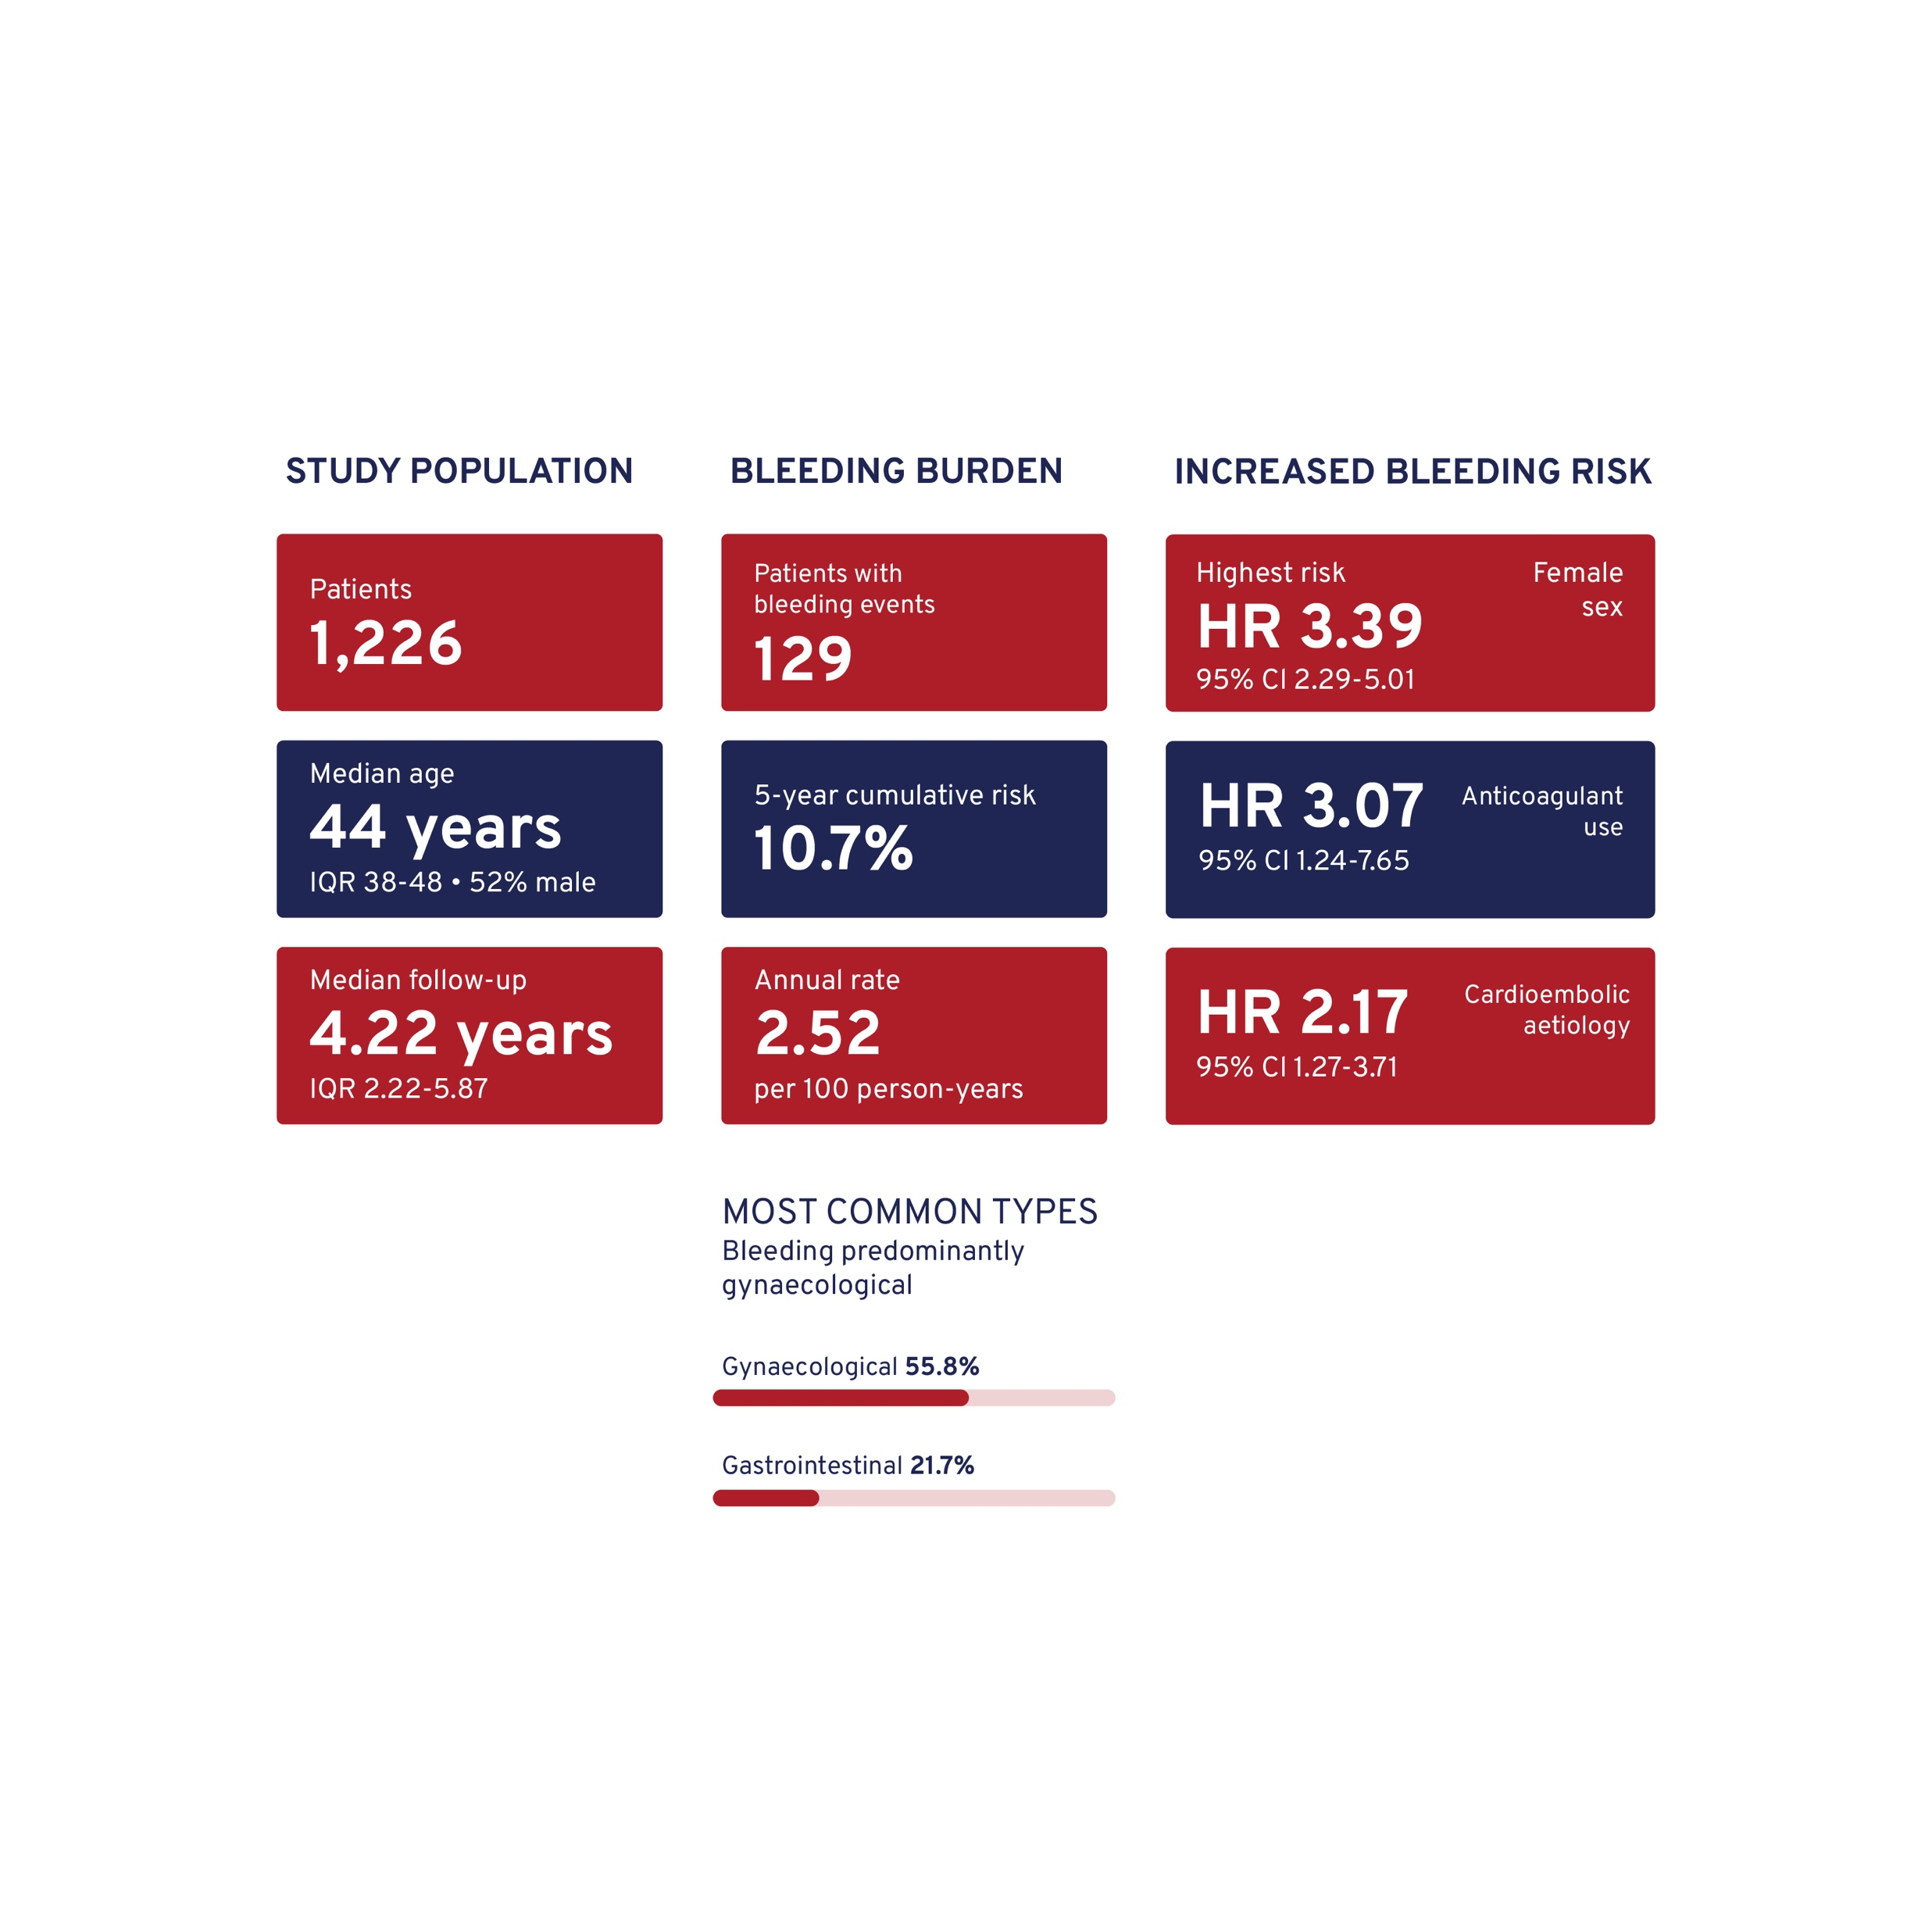 STUDY POPULATION
Patients
1,226
Median age
44 years
IQR 38-48 • 52% male
Median follow-up
4.22 years
IQR 2.22-5.87
BLEEDING BURDEN
Patients with
bleeding events
129
5-year cumulative risk
10.7%
Annual rate
2.52
per 100 person-years
MOST COMMON TYPES
Bleeding predominantly
gynaecological
Gynaecological 55.8%
Gastrointestinal 21.7%
INCREASED BLEEDING RISK
Highest risk
HR 3.39
95% CI 2.29-5.01
Female
sex
HR 3.07
95% CI 1.24-7.65
Anticoagulant
use
HR 2.17
95% CI 1.27-3.71
Cardioembolic
aetiology